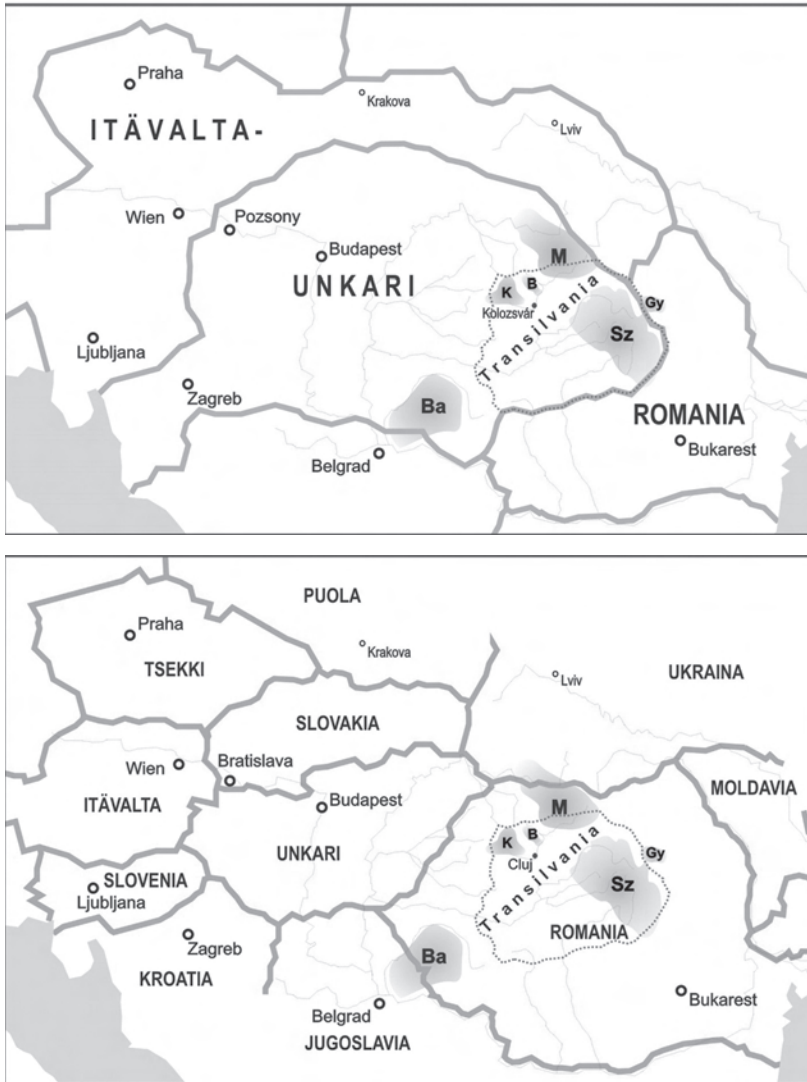 Praha
Krakova
ITÄVALTA-
Lviv
Wien
Pozsony
Budapest
M
UNKARI
K
B
Kolozsvár
Transilvania
Gy
Sz
Ljubljana
Zagreb
Ba
ROMANIA
Belgrad
Bukarest
PUOLA
Praha
Krakova
TSEKKI
Lviv
UKRAINA
SLOVAKIA
Wien
Bratislava
ITÄVALTA
Budapest
M
MOLDAVIA
K
B
Cluj
Transilvania
Gy
UNKARI
SLOVENIA
Ljubljana
Sz
Zagreb
ROMANIA
Ba
KROATIA
Belgrad
Bukarest
JUGOSLAVIA